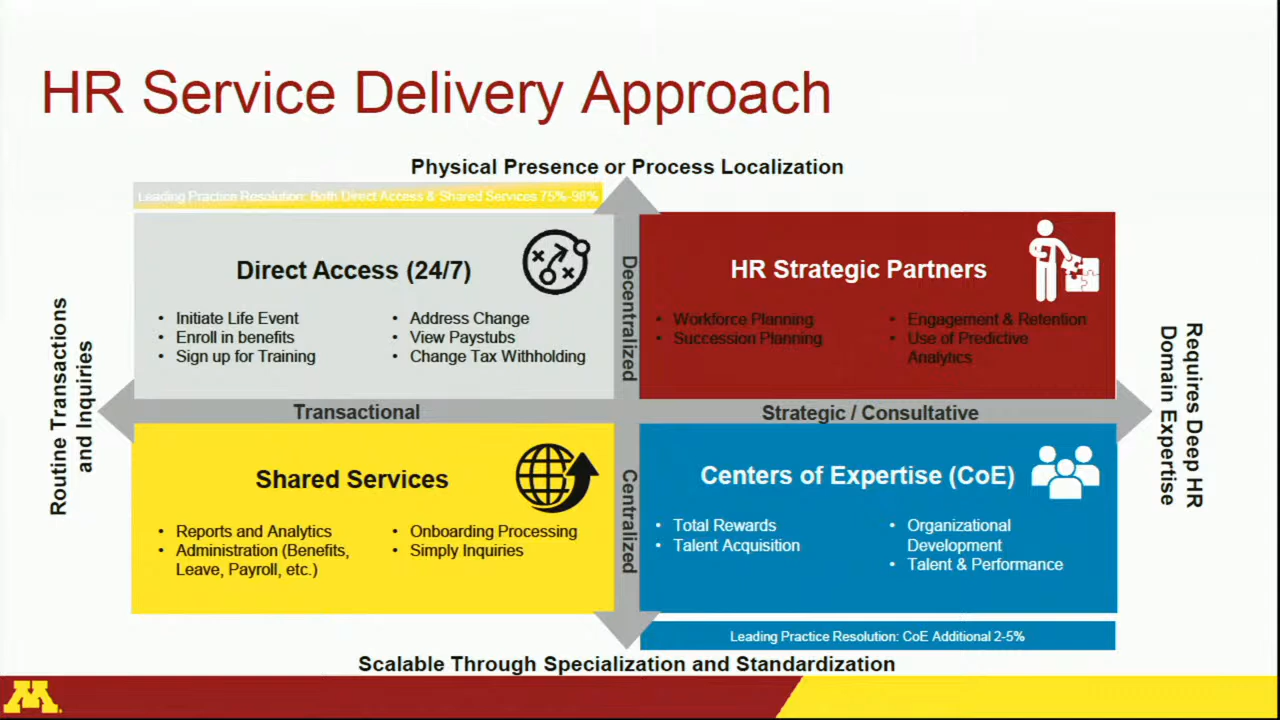 HR Service Delivery Approach
Physical Presence or Process Localization
Leading Practice Resolution: Both Direct Access & Shared Services 75%-98%
Direct Access (24/7)
• Initiate Life Event
• Enroll in benefits
• Sign up for Training
• Address Change
• View Paystubs
• Change Tax Withholding
Decentralized
HR Strategic Partners
• Workforce Planning
• Succession Planning
• Engagement & Retention
• Use of Predictive
Analytics
Routine Transactions
and Inquiries
Transactional
Strategic / Consultative
Requires Deep HR
Domain Expertise
Shared Services
• Reports and Analytics
• Administration (Benefits,
Leave, Payroll, etc.)
• Onboarding Processing
• Simply Inquiries
Centralized
Centers of Expertise (CoE)
• Total Rewards
• Talent Acquisition
• Organizational
Development
• Talent & Performance
Leading Practice Resolution: CoE Additional 2-5%
Scalable Through Specialization and Standardization
M